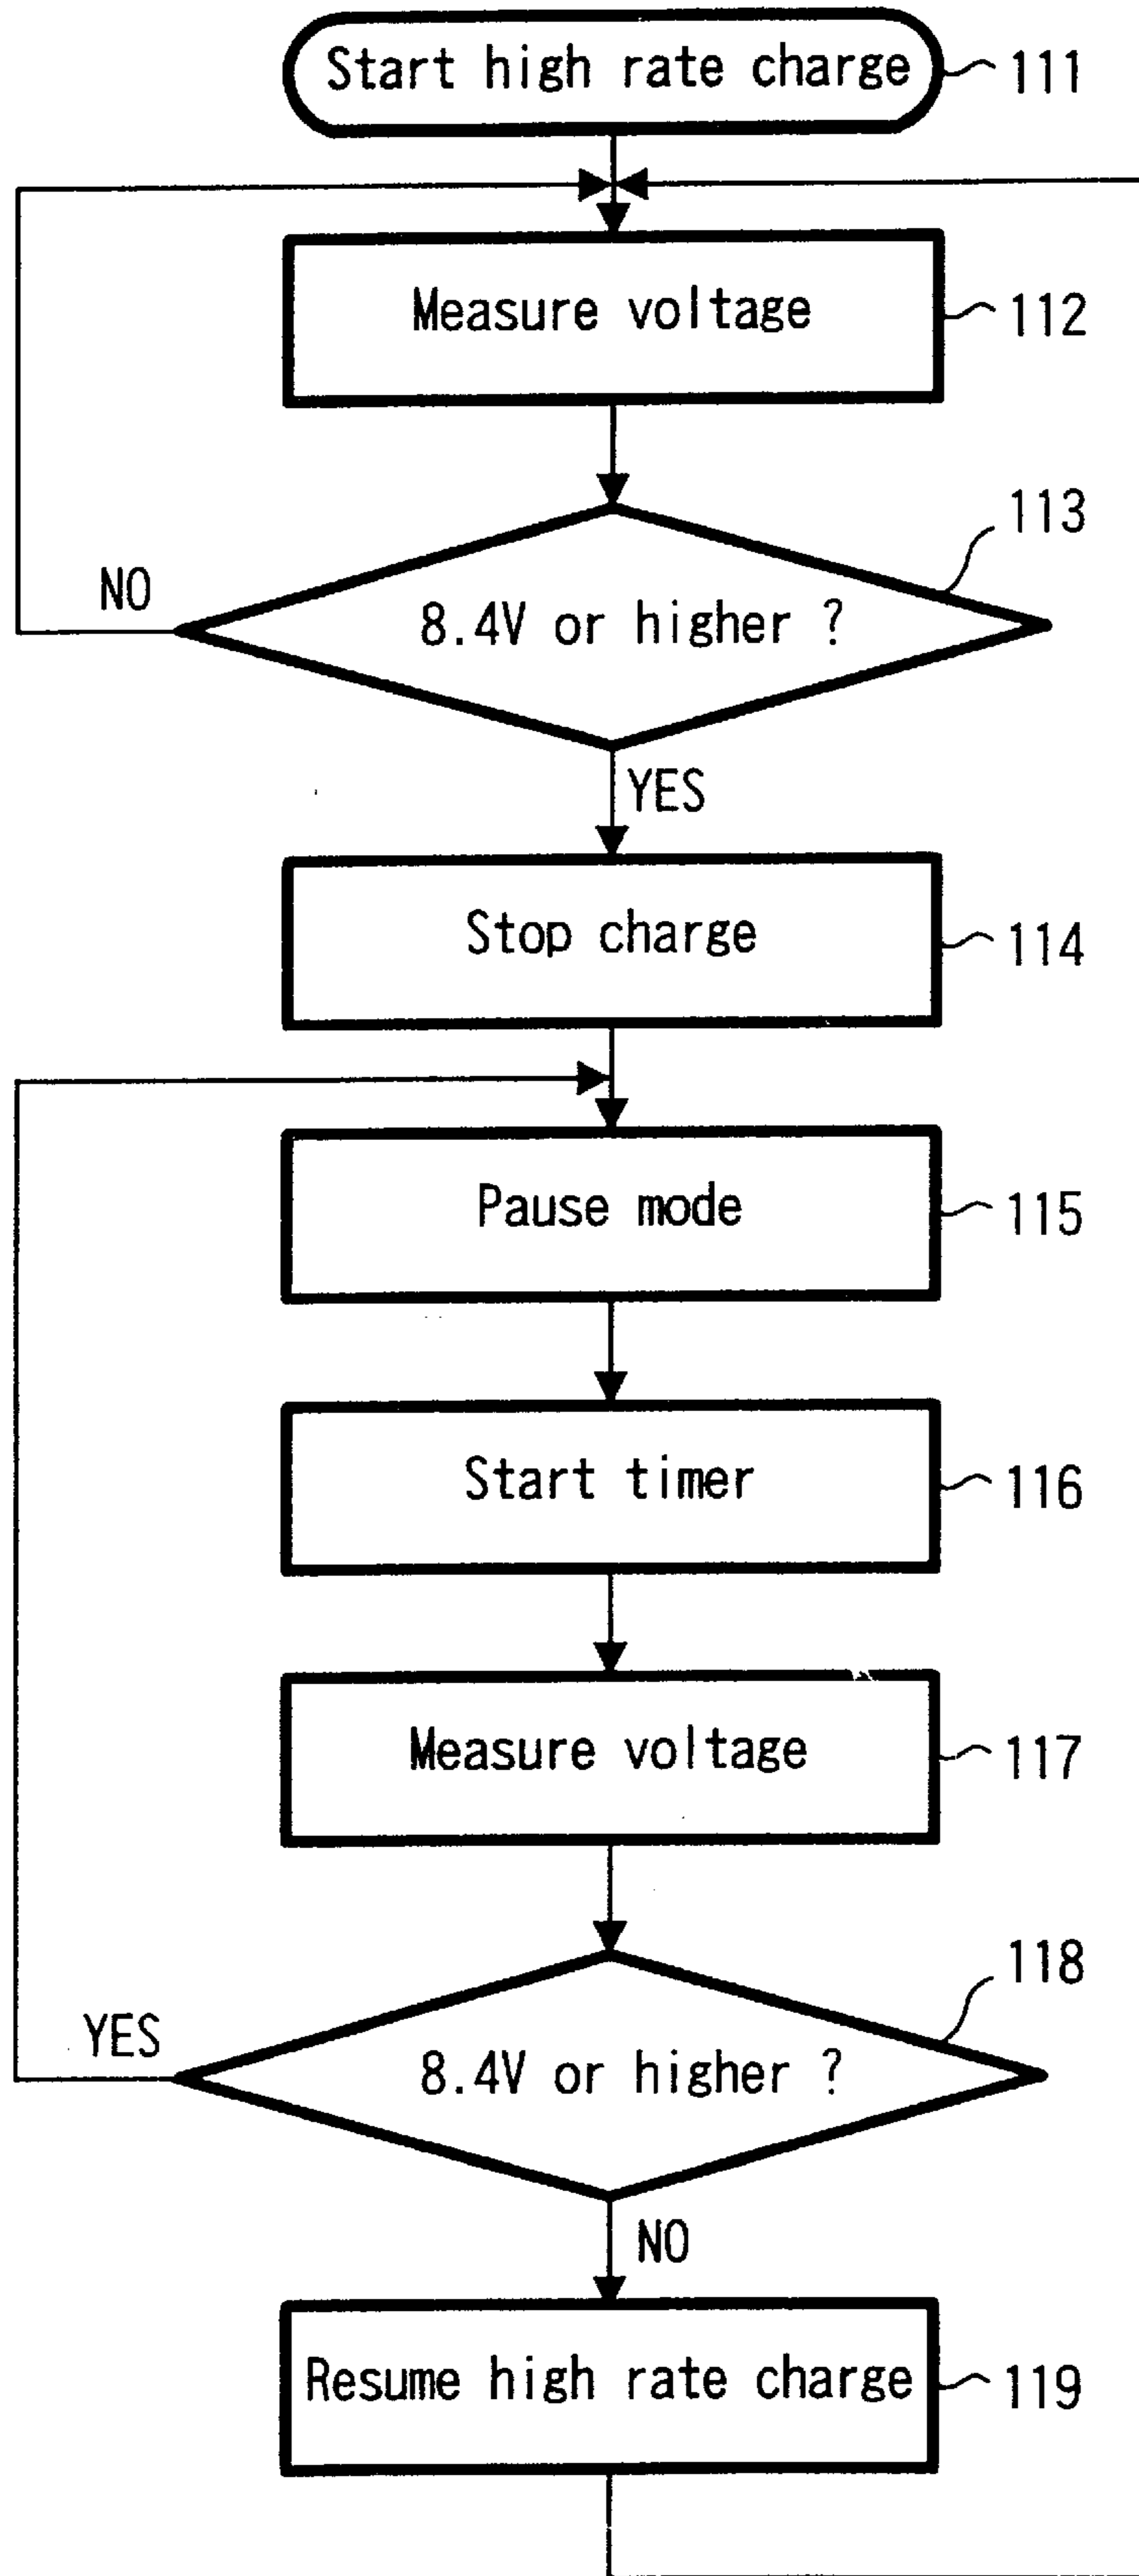 Start high rate charge
111
Measure voltage
112
113
NO
8.4V or higher ?
YES
Stop charge
114
Pause mode
115
Start timer
116
Measure voltage
117
118
YES
8.4V or higher ?
NO
Resume high rate charge
119